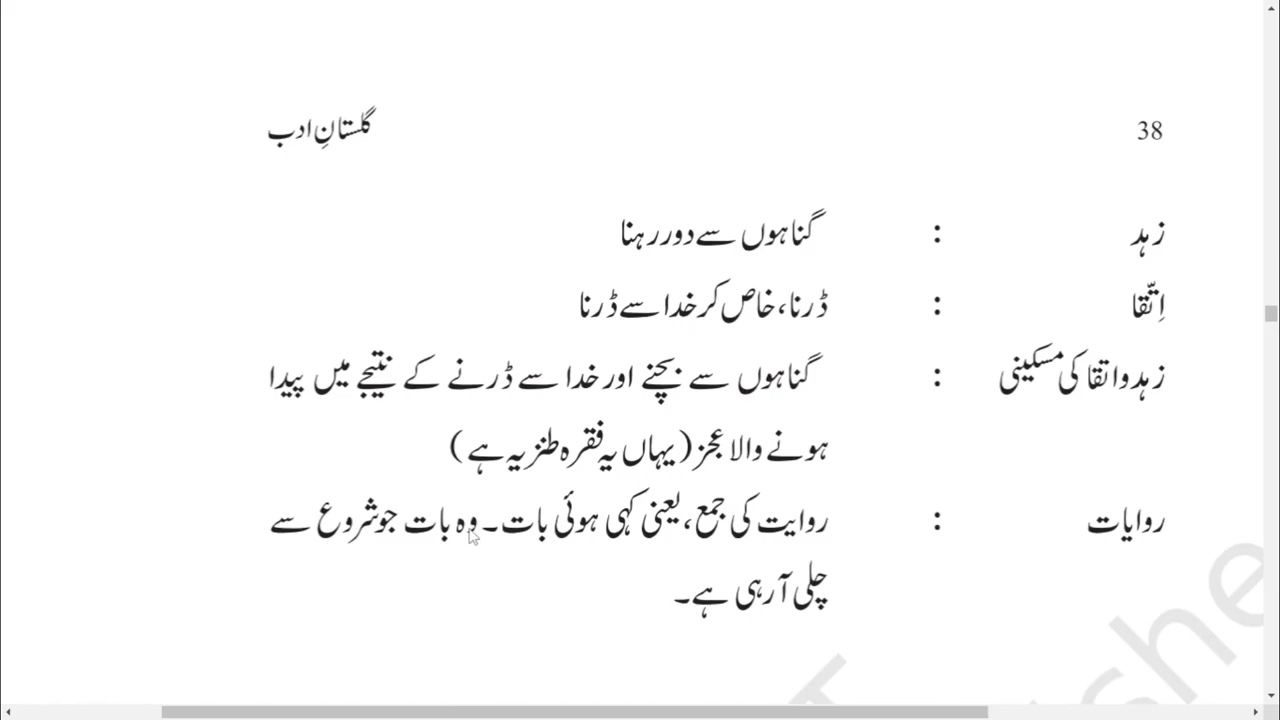 38 گلستانِ ادب
زہد : گناہوں سے دور رہنا
اِتّقا : ڈرنا، خاص کر خدا سے ڈرنا
زہد و اتقا کی مسکینی : گناہوں سے بچنے اور خدا سے ڈرنے کے نتیجے میں پیدا
ہونے والا عجز (یہاں یہ فقرہ طنزیہ ہے)
روایات : روایت کی جمع، یعنی کہی ہوئی بات۔ وہ بات جو شروع سے
چلی آرہی ہے۔